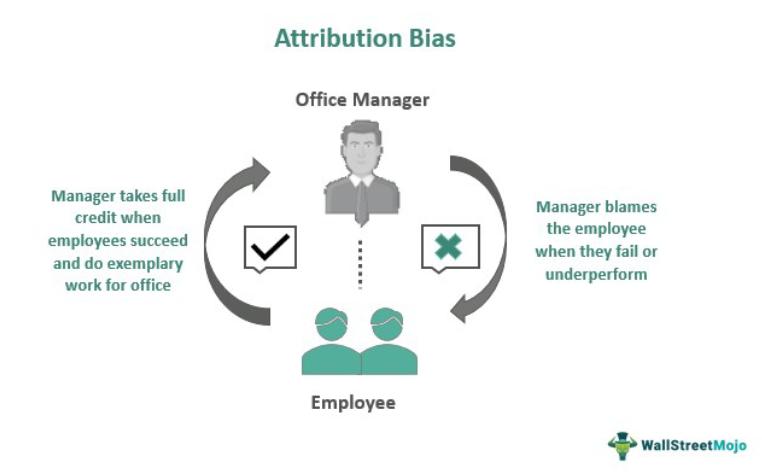 Attribution Bias
Office Manager
Manager takes full
credit when
employees succeed
and do exemplary
work for office
Manager blames
the employee
when they fail or
underperform
Employee
WallStreetMojo